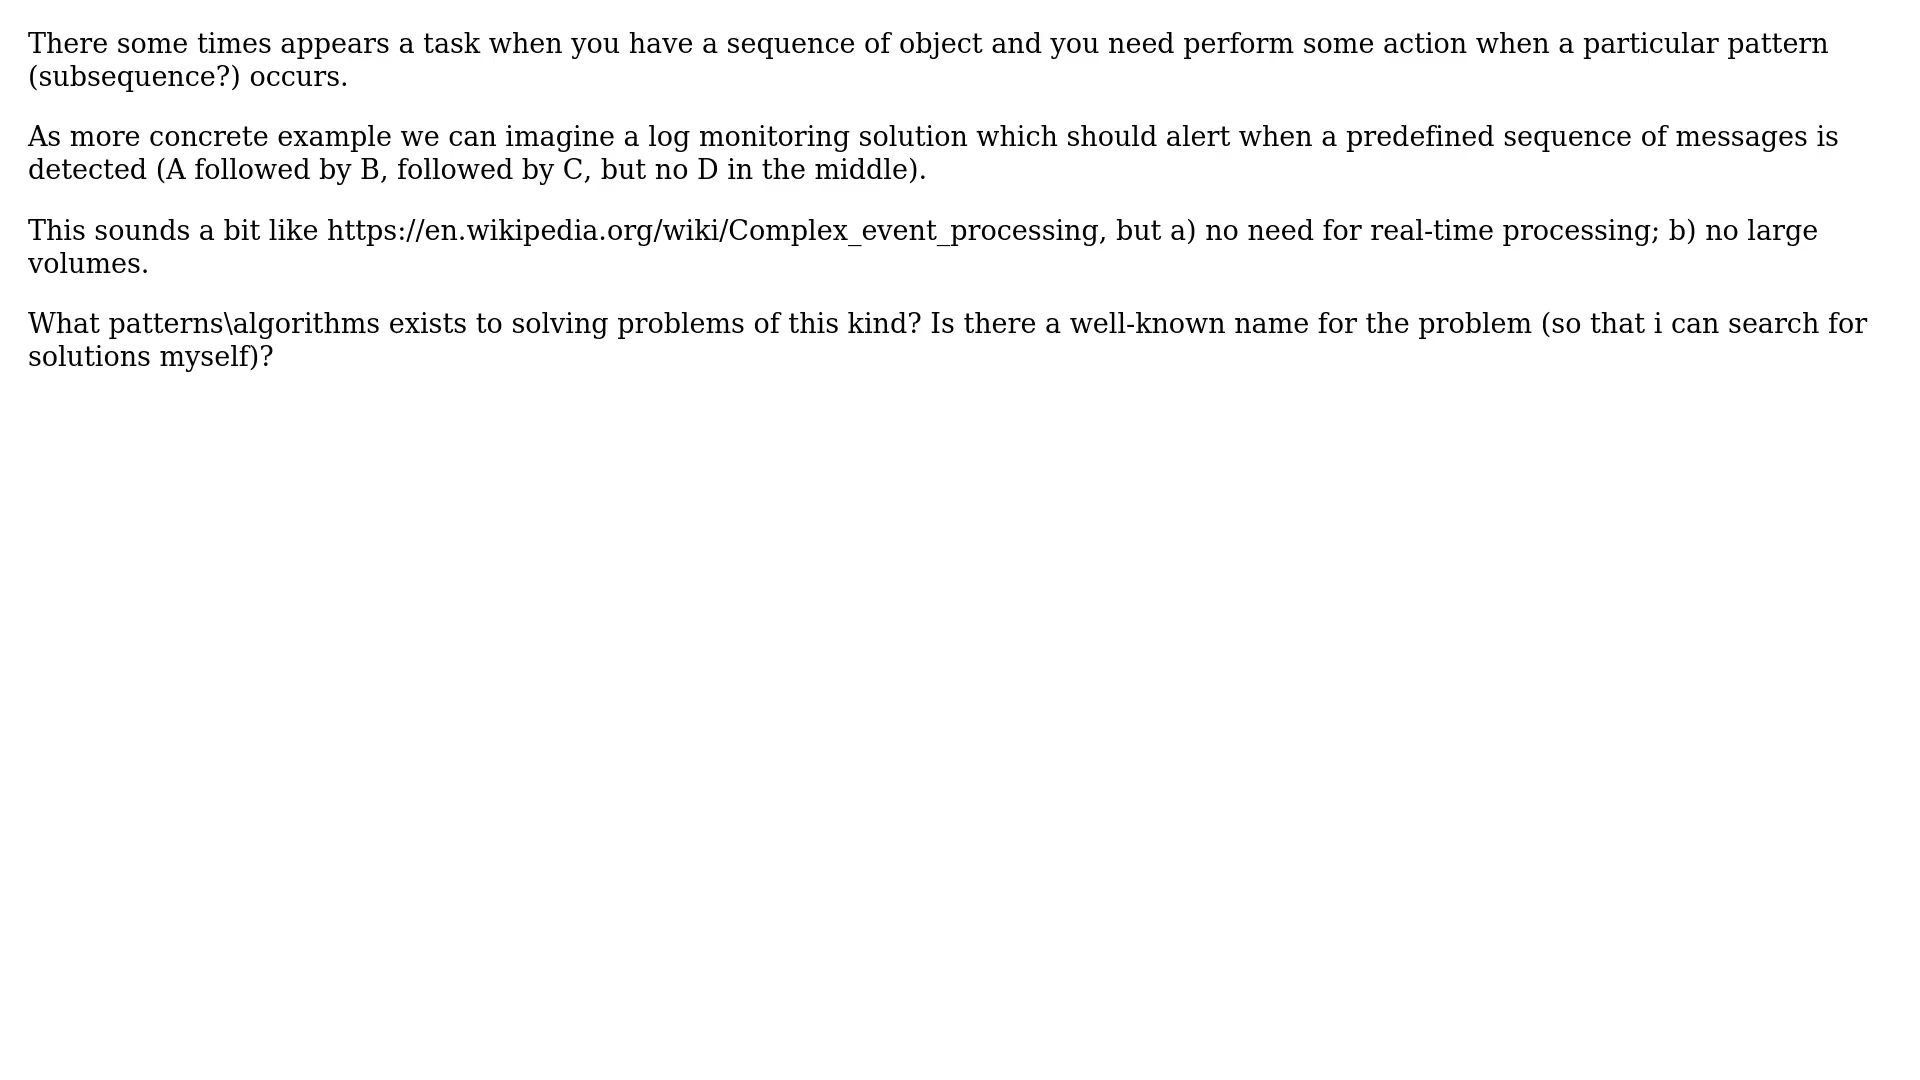 There some times appears a task when you have a sequence of object and you need perform some action when a particular pattern
(subsequence?) occurs.
As more concrete example we can imagine a log monitoring solution which should alert when a predefined sequence of messages is
detected (A followed by B, followed by C, but no D in the middle).
This sounds a bit like https://en.wikipedia.org/wiki/Complex_event_processing, but a) no need for real-time processing; b) no large
volumes.
What patterns\algorithms exists to solving problems of this kind? Is there a well-known name for the problem (so that i can search for
solutions myself)?